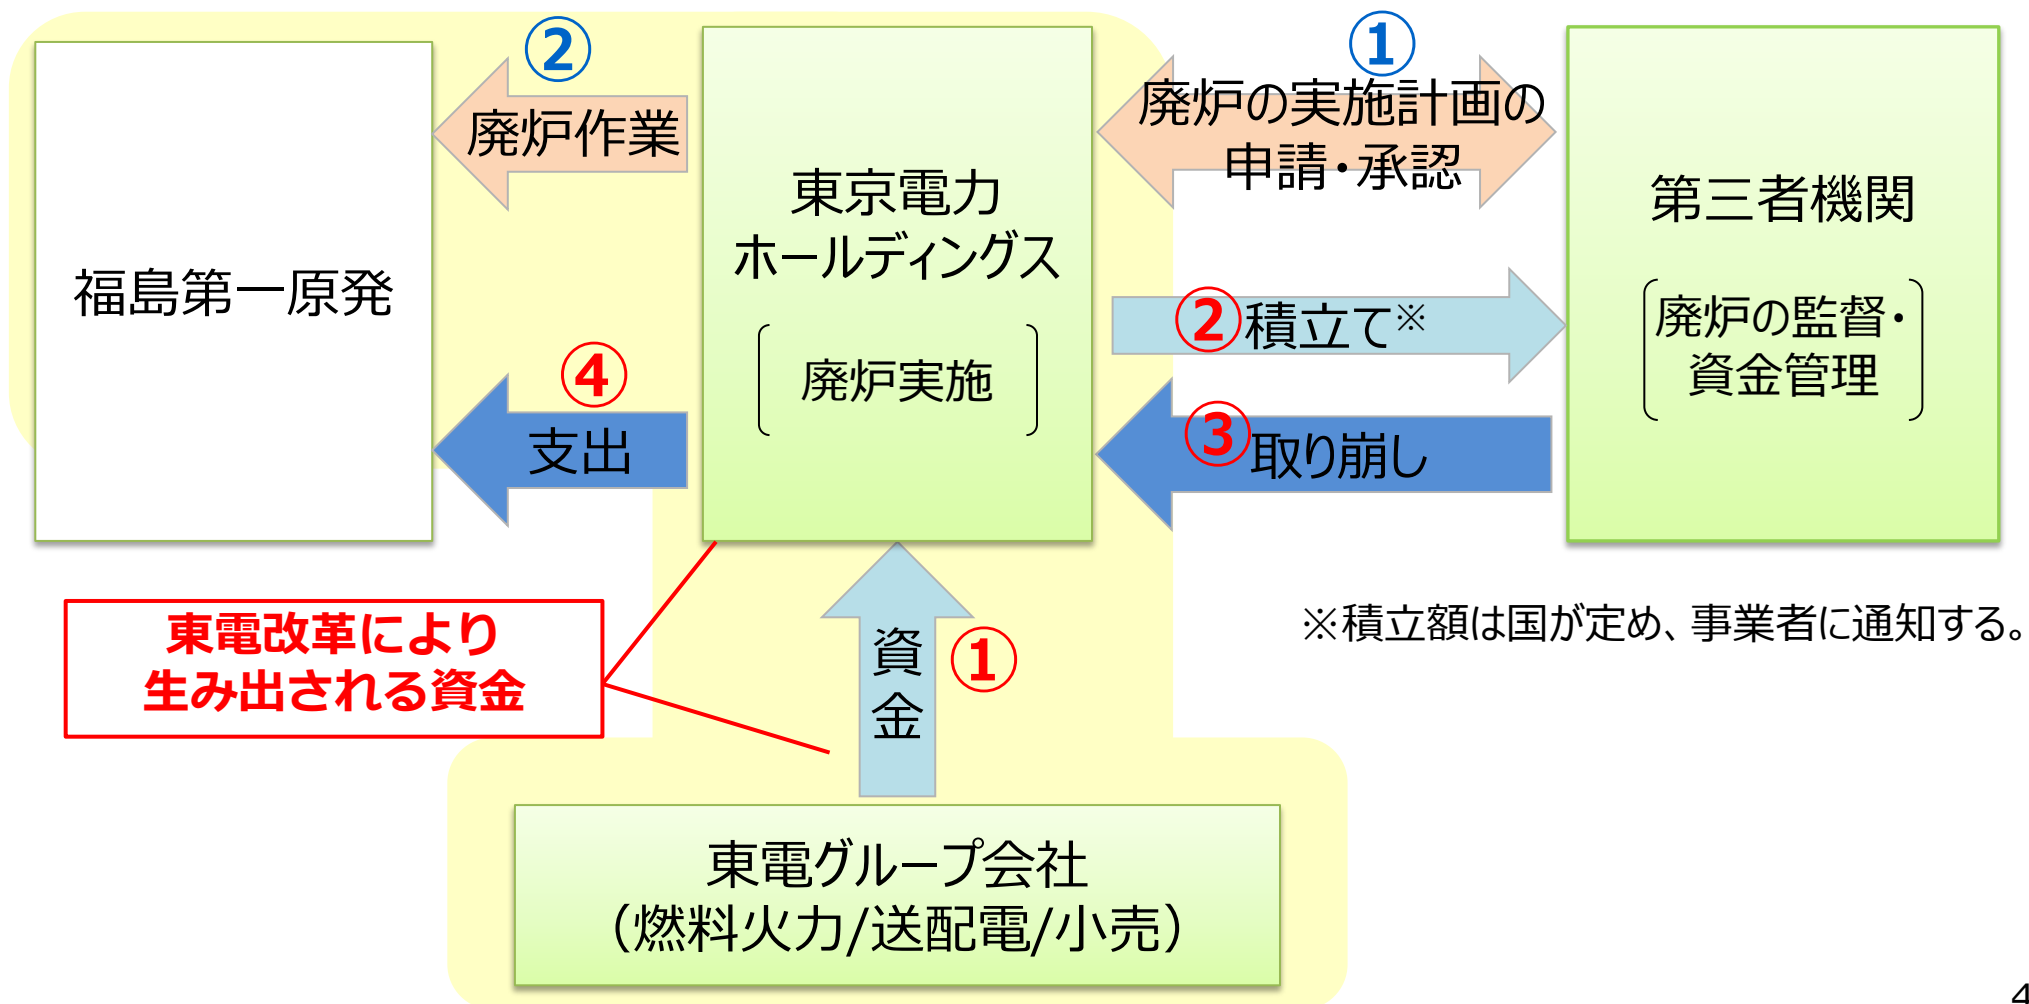 ②
廃炉作業
福島第一原発
④
支出
東京電力
ホールディングス
廃炉実施
①
廃炉の実施計画の
申請・承認
②積立て※
③取り崩し
第三者機関
廃炉の監督・
資金管理
東電改革により
生み出される資金
資金
①
※積立額は国が定め、事業者に通知する。
東電グループ会社
（燃料火力/送配電/小売）
4